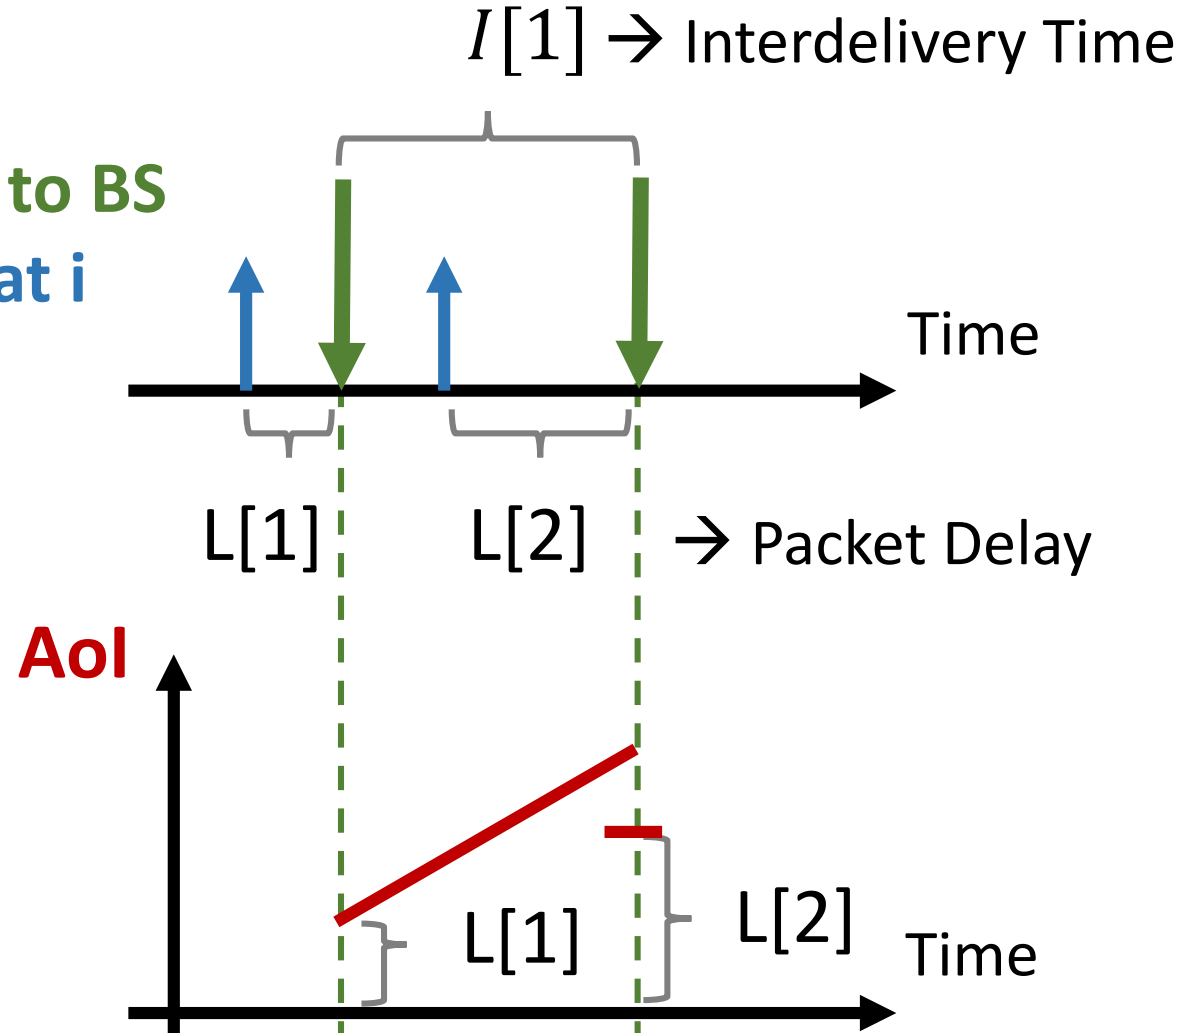 I[1] → Interdelivery Time
to BS
at i
Time
L[1]
L[2] → Packet Delay
AoI
L[1]
L[2]
Time